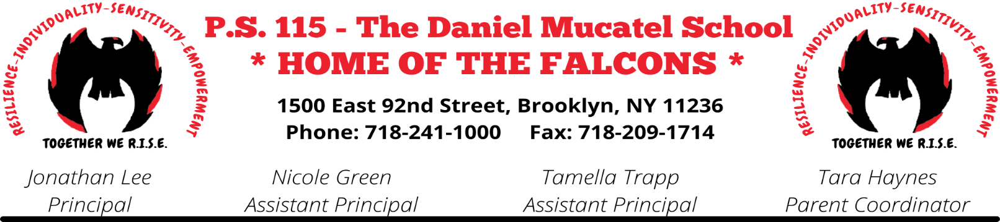 RESILIENCE-INDIVIDUALITY-SENSITIVITY-EMPOWERMENT
TOGETHER WE R.I.S.E.
P.S. 115 - The Daniel Mucatel School
* HOME OF THE FALCONS *
1500 East 92nd Street, Brooklyn, NY 11236
Phone: 718-241-1000 Fax: 718-209-1714
RESILIENCE-INDIVIDUALITY-SENSITIVITY-EMPOWERMENT
TOGETHER WE R.I.S.E.
Jonathan Lee
Principal
Nicole Green
Assistant Principal
Tamella Trapp
Assistant Principal
Tara Haynes
Parent Coordinator